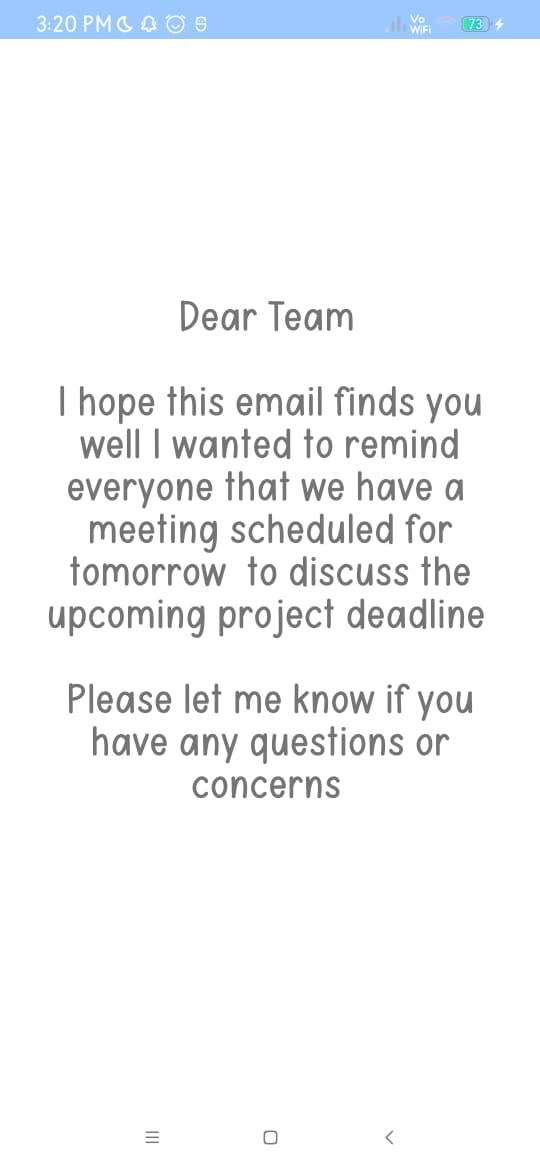 3:20 PM
Vo
WiFi
73
Dear Team
I hope this email finds you
well I wanted to remind
everyone that we have a
meeting scheduled for
tomorrow  to discuss the
upcoming project deadline
Please let me know if you
have any questions or
concerns